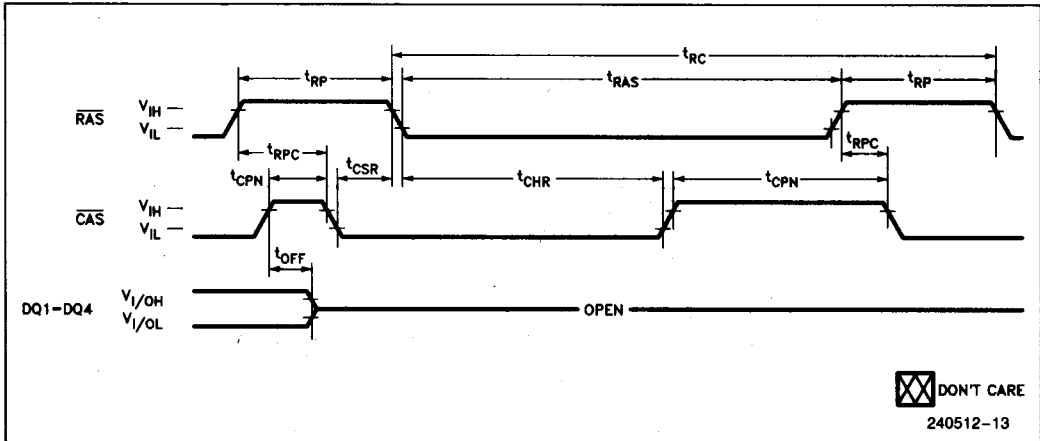 tRC
tRP tRAS tRP
RAS VIH
VIL
tRPC tCSR tRPC
tCPN tCHR tCPN
CAS VIH
VIL
tOFF
DQ1-DQ4 VI/OH
VI/OL
OPEN
DON'T CARE
240512-13